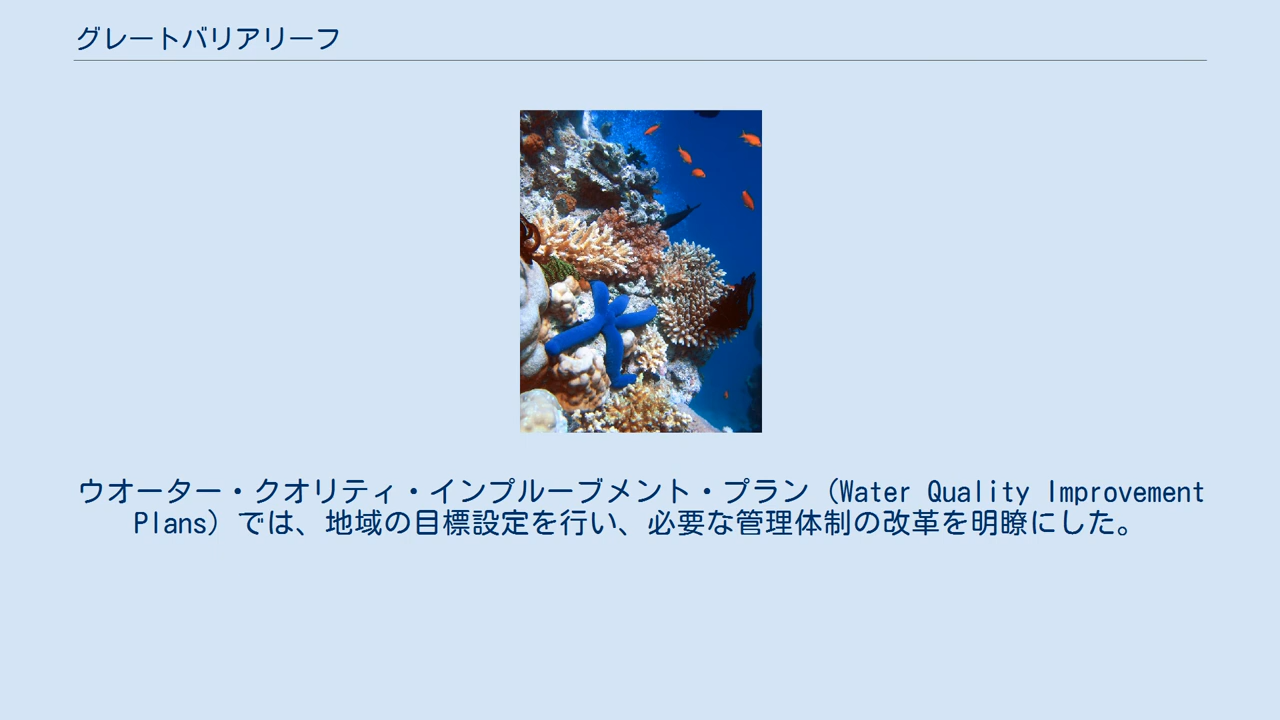 グレートバリアリーフ
ウオーター・クオリティ・インプルーブメント・プラン（Water Quality Improvement
Plans）では、地域の目標設定を行い、必要な管理体制の改革を明瞭にした。